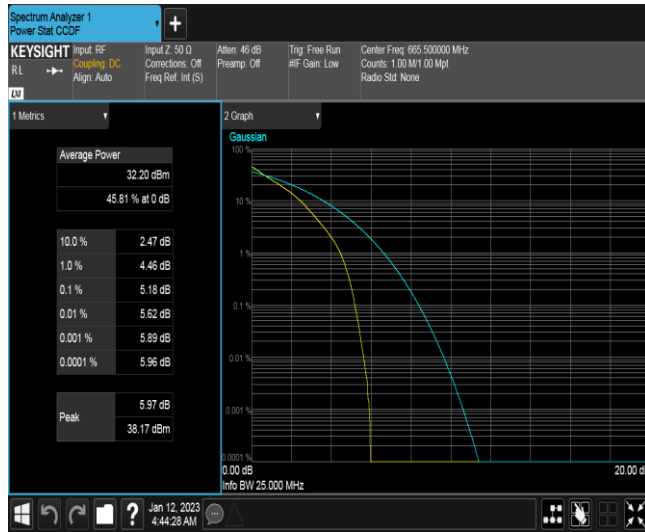 Spectrum Analyzer 1
Power Stat CCDF
+
KEYSIGHT
RL
LXI
Input: RF
Coupling: DC
Align: Auto
Input Z: 50 Ω
Corrections: Off
Freq Ref: Int (S)
Atten: 46 dB
Preamp: Off
Trig: Free Run
#IF Gain: Low
Center Freq: 665.500000 MHz
Counts: 1.00 M/1.00 Mpt
Radio Std: None
1 Metrics
Average Power
32.20 dBm
45.81 % at 0 dB
10.0 % 2.47 dB
1.0 % 4.46 dB
0.1 % 5.18 dB
0.01 % 5.62 dB
0.001 % 5.89 dB
0.0001 % 5.96 dB
Peak
5.97 dB
38.17 dBm
2 Graph
Gaussian
100 %
10 %
1 %
0.1 %
0.01 %
0.001 %
0.0001 %
0.00 dB 20.00 d
Info BW 25.000 MHz
?
Jan 12, 2023
4:44:28 AM